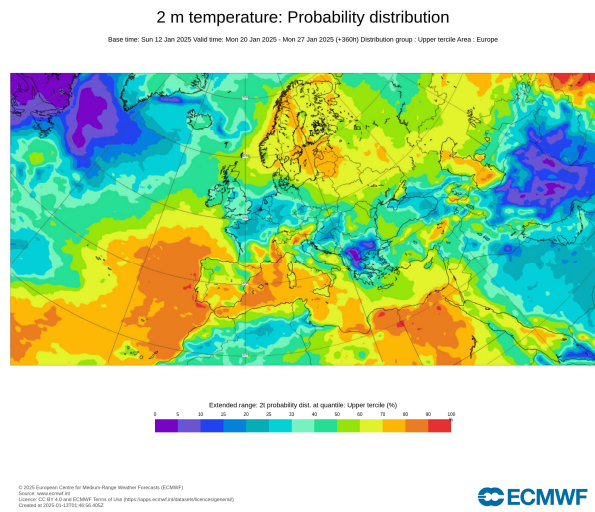 2 m temperature: Probability distribution
Base time: Sun 12 Jan 2025 Valid time: Mon 20 Jan 2025 - Mon 27 Jan 2025 (+360h) Distribution group : Upper tercile Area : Europe
Extended range: 2t probability dist. at quantile: Upper tercile (%)
0 5 10 15 20 25 30 40 50 60 70 80 90 100
% 
© 2025 European Centre for Medium-Range Weather Forecasts (ECMWF)
Source: www.ecmwf.int
Licence: CC BY 4.0 and ECMWF Terms of Use (https://apps.ecmwf.int/datasets/licences/general/)
Created at 2025-01-13T01:46:56.405Z
ECMWF